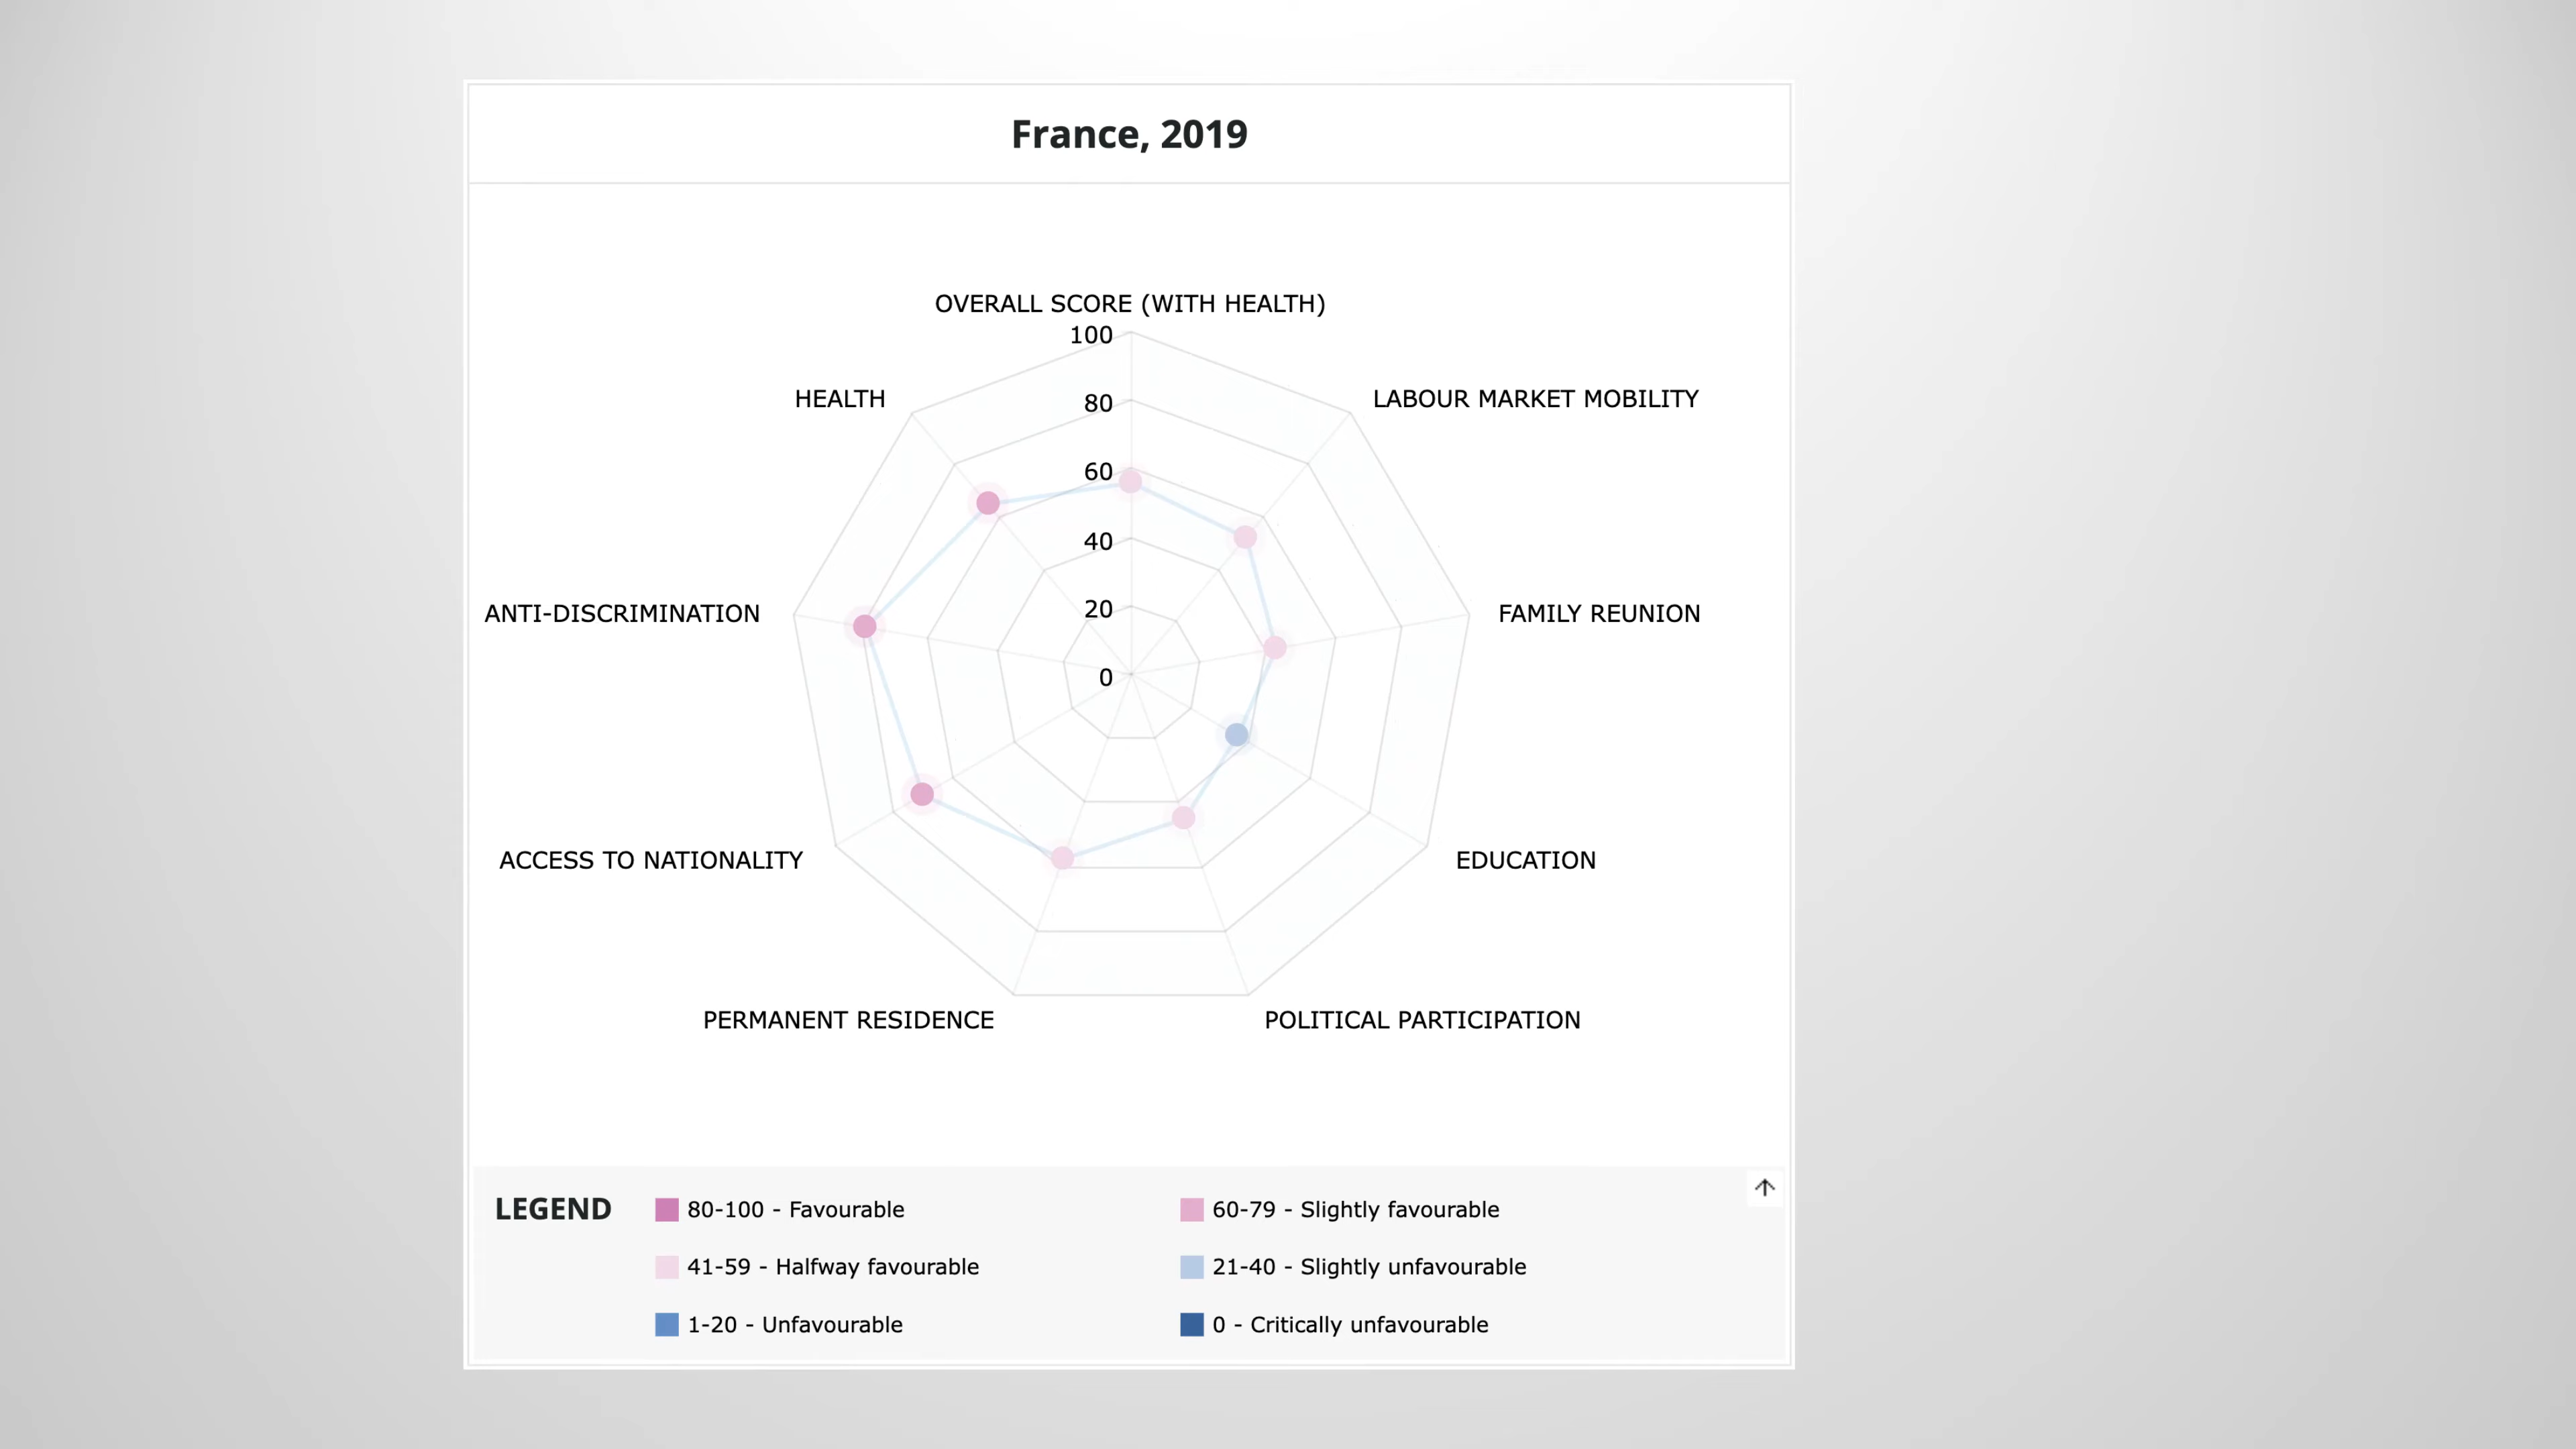 France, 2019
OVERALL SCORE (WITH HEALTH)
100
HEALTH
LABOUR MARKET MOBILITY
80
60
40
20
ANTI-DISCRIMINATION
FAMILY REUNION
0
ACCESS TO NATIONALITY
EDUCATION
PERMANENT RESIDENCE
POLITICAL PARTICIPATION
LEGEND
80-100 - Favourable
60-79 - Slightly favourable
41-59 - Halfway favourable
21-40 - Slightly unfavourable
1-20 - Unfavourable
0 - Critically unfavourable